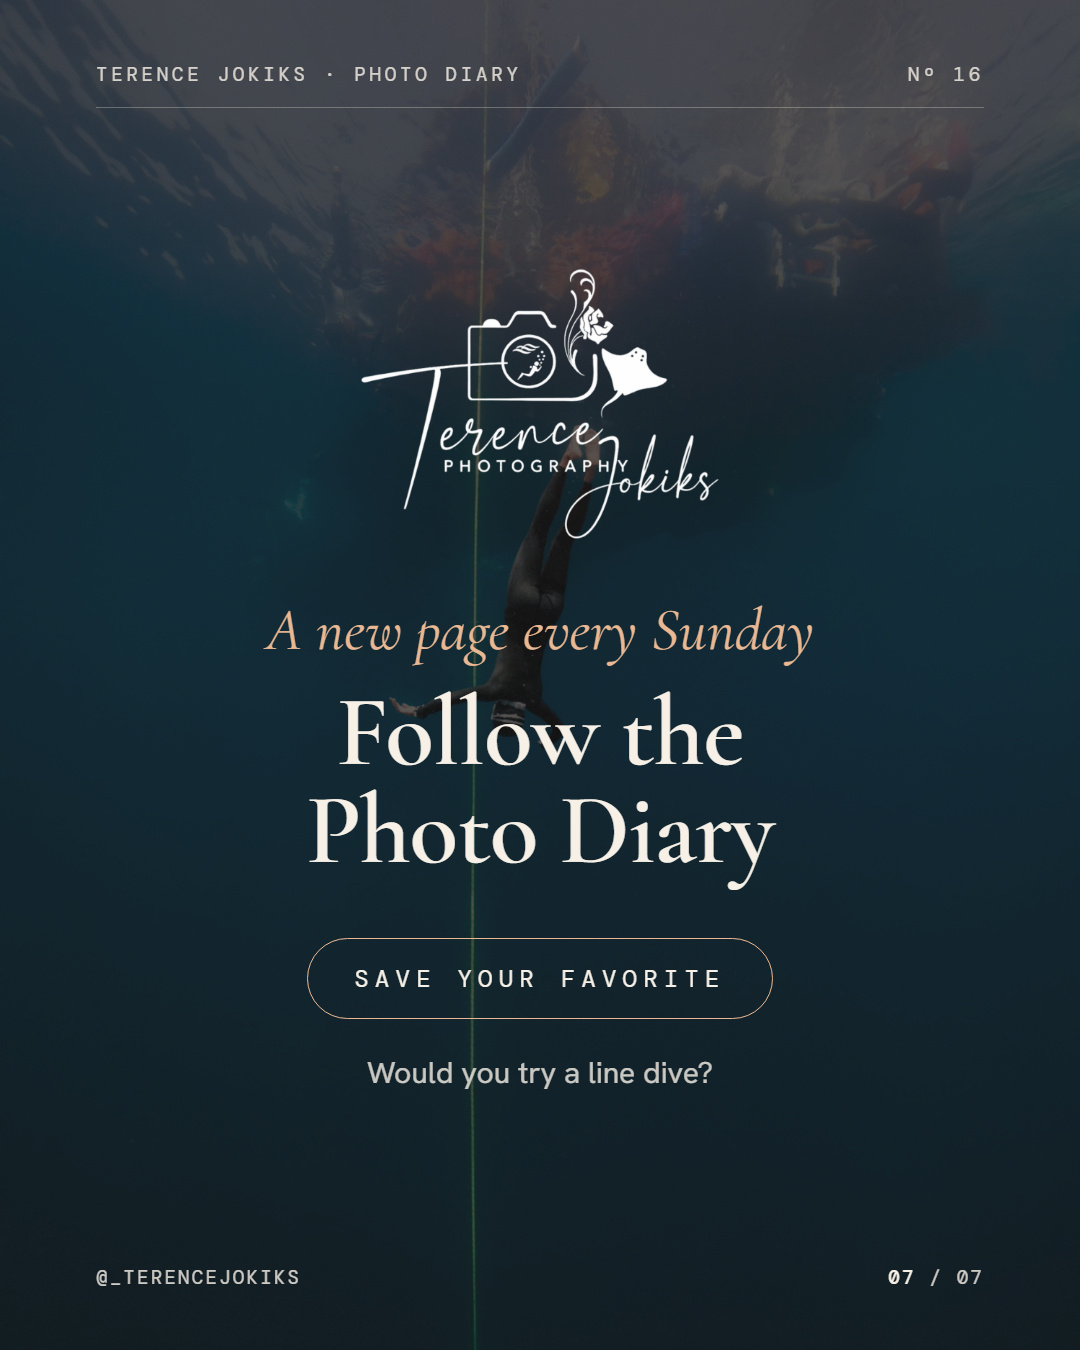 TERENCE JOKIKS · PHOTO DIARY
Nº 16
Terence
PHOTOGRAPHY
Jokiks
A new page every Sunday
Follow the
Photo Diary
SAVE YOUR FAVORITE
Would you try a line dive?
@_TERENCEJOKIKS
07 / 07